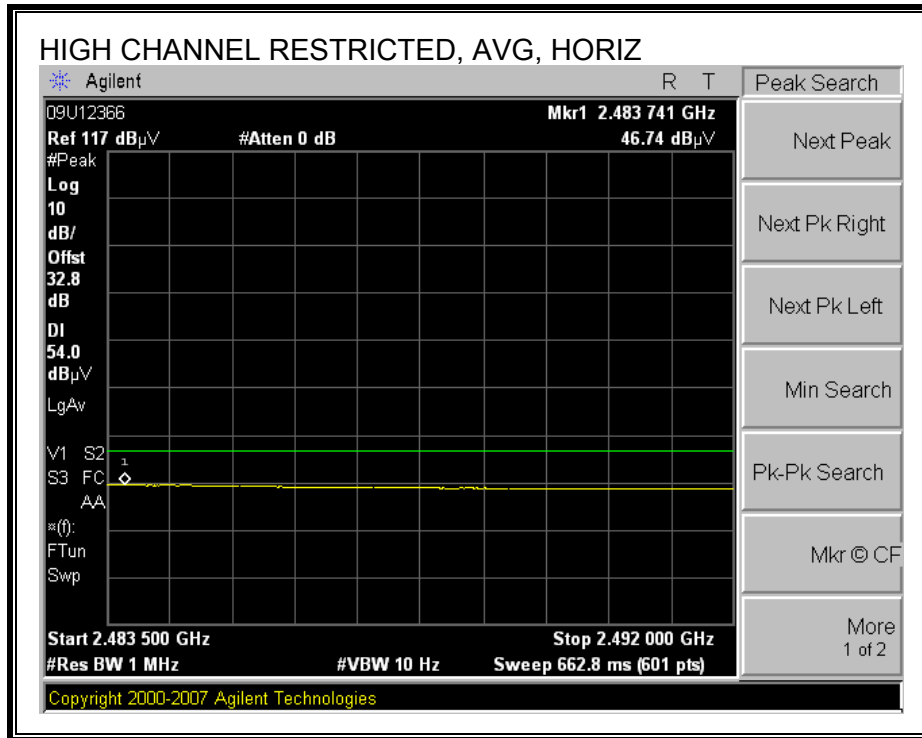 HIGH CHANNEL RESTRICTED, AVG, HORIZ
Agilent R T
09U12366 Mkr1 2.483 741 GHz
Ref 117 dBµV #Atten 0 dB 46.74 dBµV
#Peak
Log
10
dB/
Offst
32.8
dB
DI
54.0
dBµV
LgAv
V1 S2
S3 FC
AA
¤(f):
FTun
Swp
1
Start 2.483 500 GHz Stop 2.492 000 GHz
#Res BW 1 MHz #VBW 10 Hz Sweep 662.8 ms (601 pts)
Copyright 2000-2007 Agilent Technologies
Peak Search
Next Peak
Next Pk Right
Next Pk Left
Min Search
Pk-Pk Search
Mkr © CF
More
1 of 2